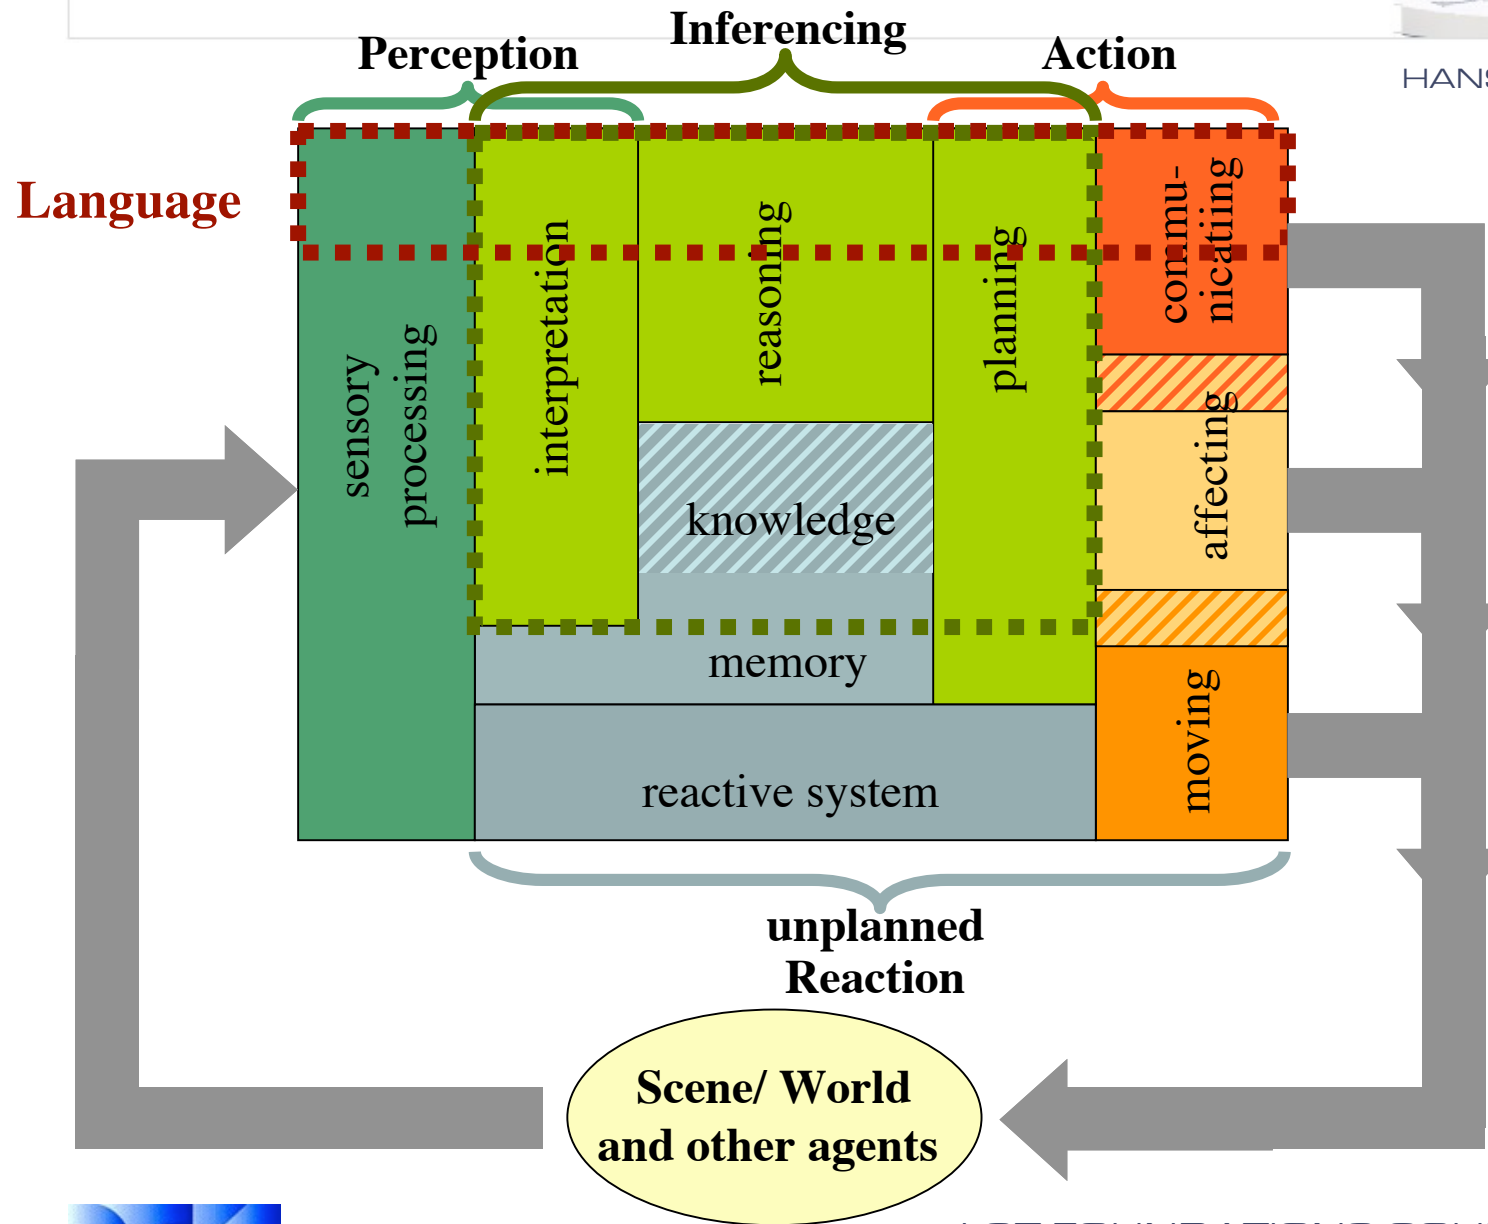 Inferencing
Perception
Action
HANS
Language
sensory
processing
interpretation
reasoning
planning
commu-
nicatiing
affecting
knowledge
memory
moving
reactive system
unplanned
Reaction
Scene/ World
and other agents